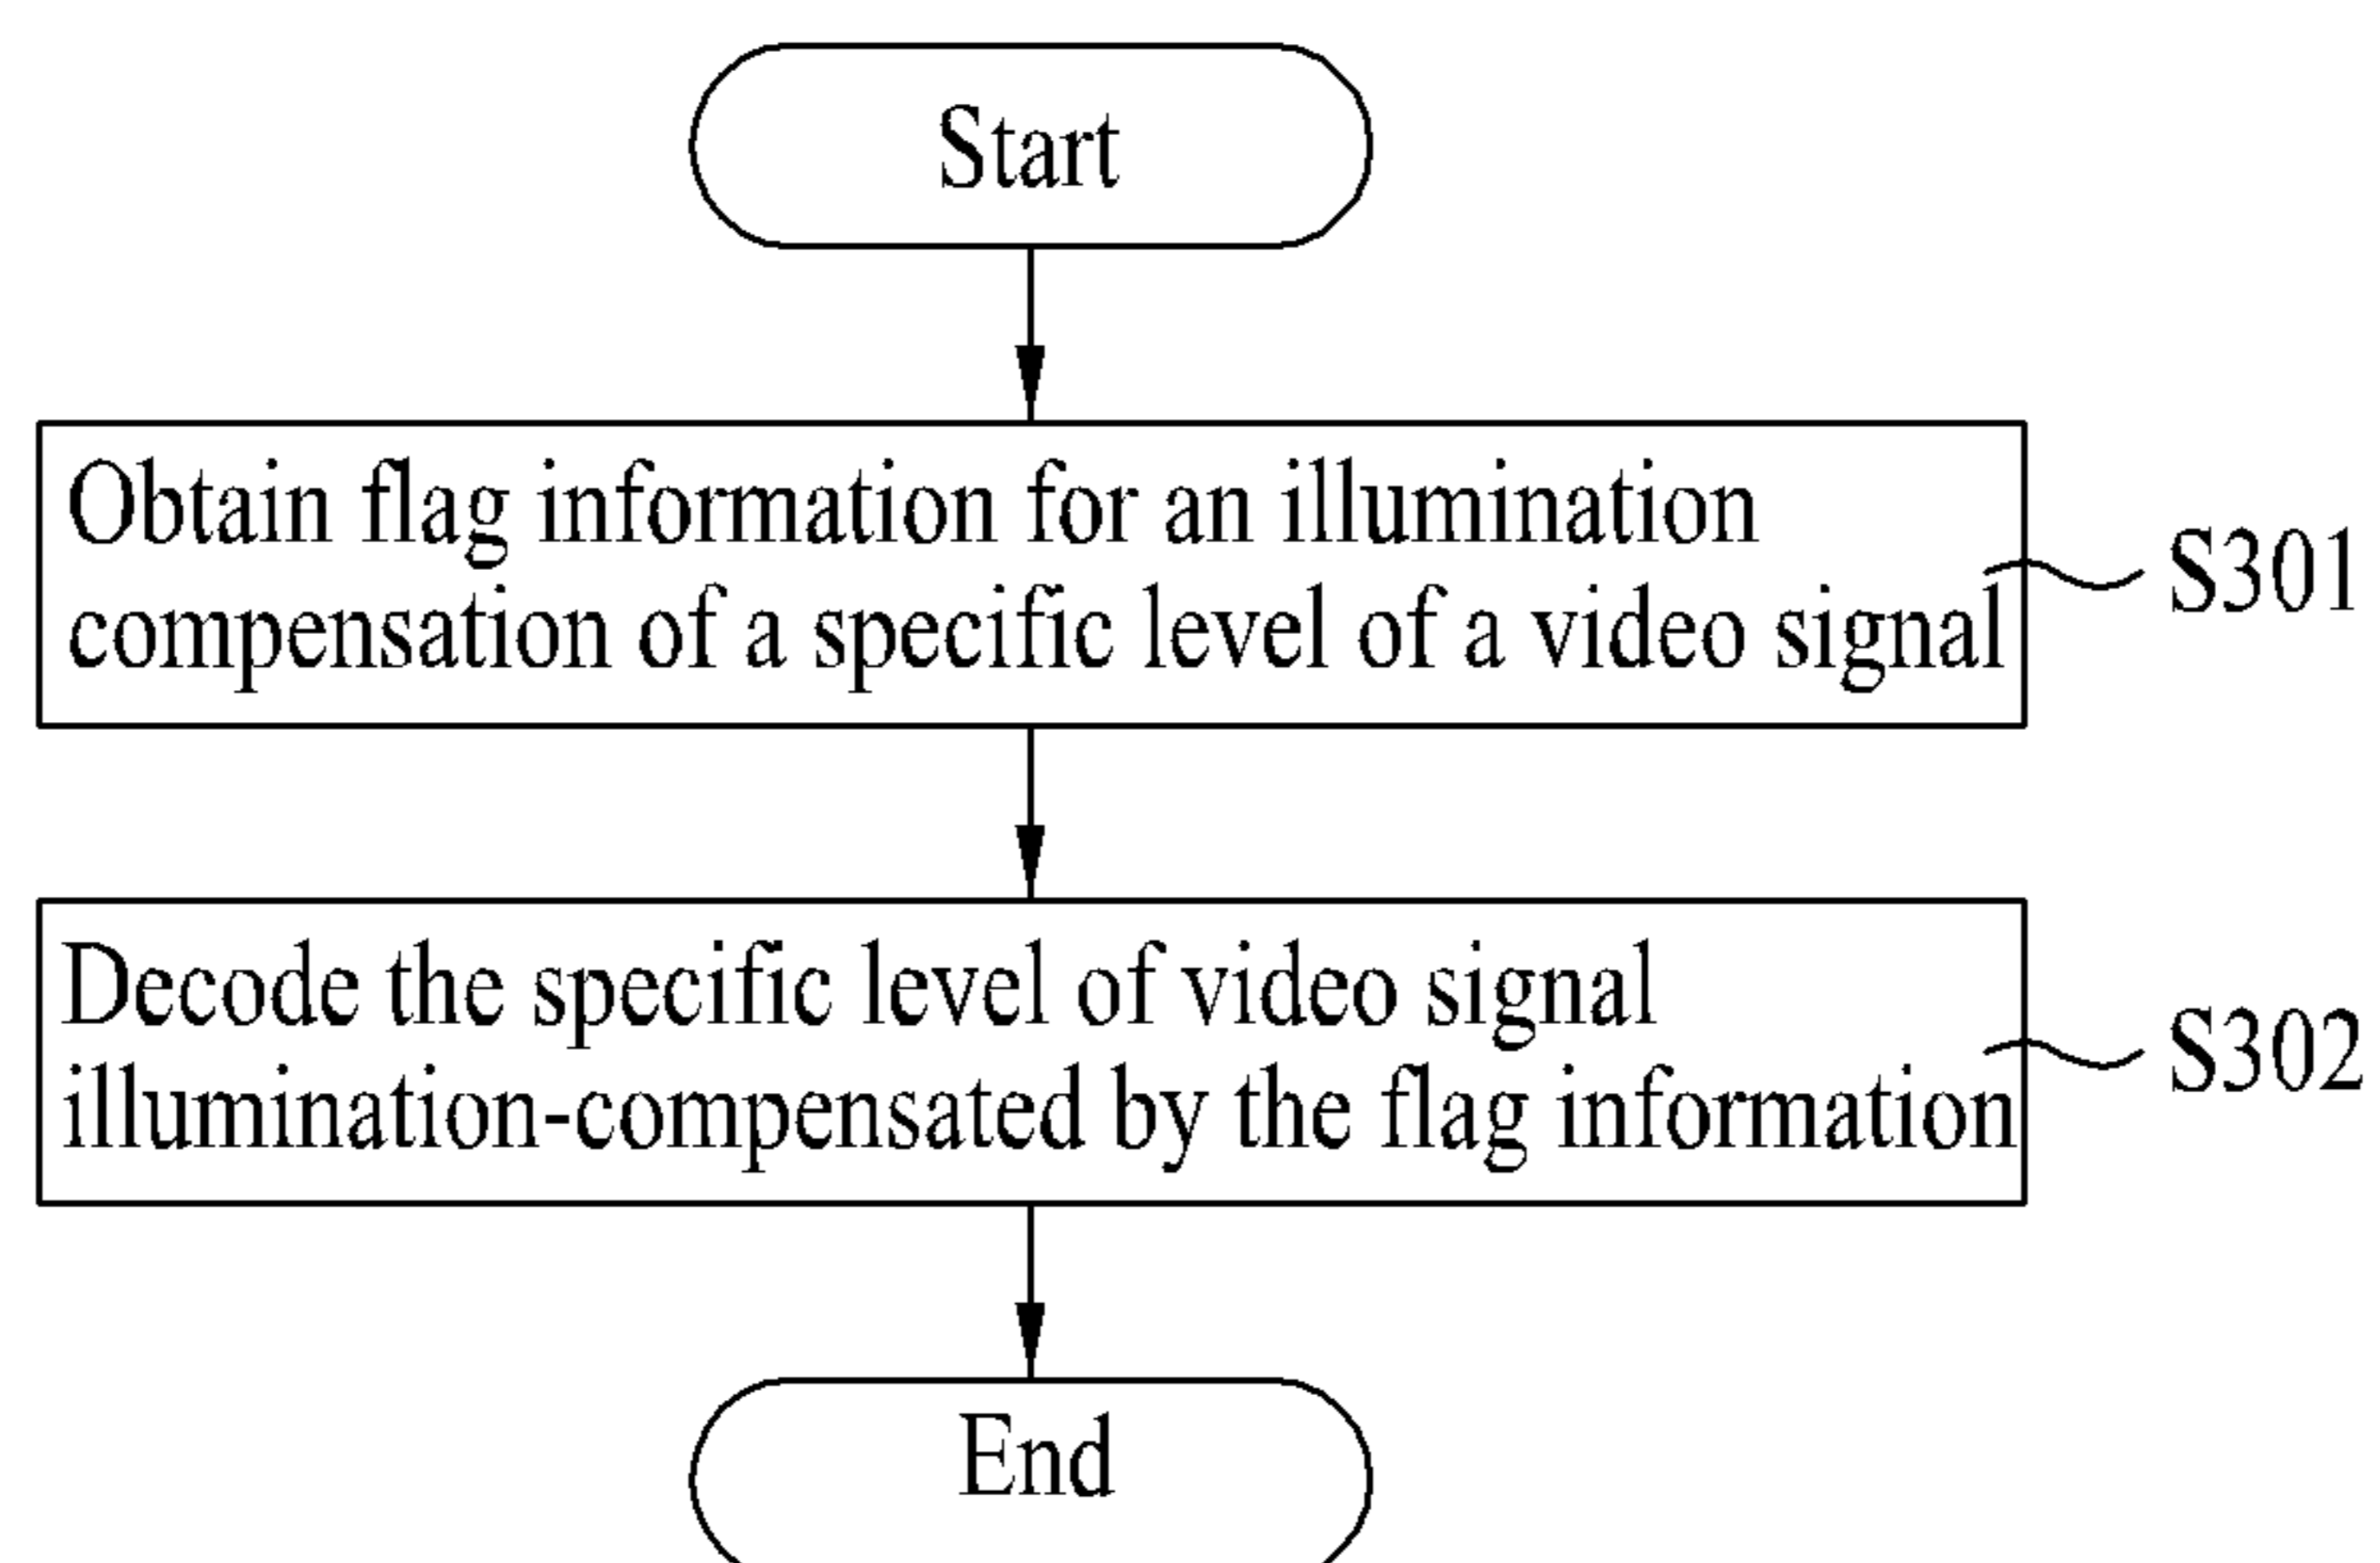 Start
Obtain flag information for an illumination
compensation of a specific level of a video signal
S301
Decode the specific level of video signal
illumination-compensated by the flag information
S302
End